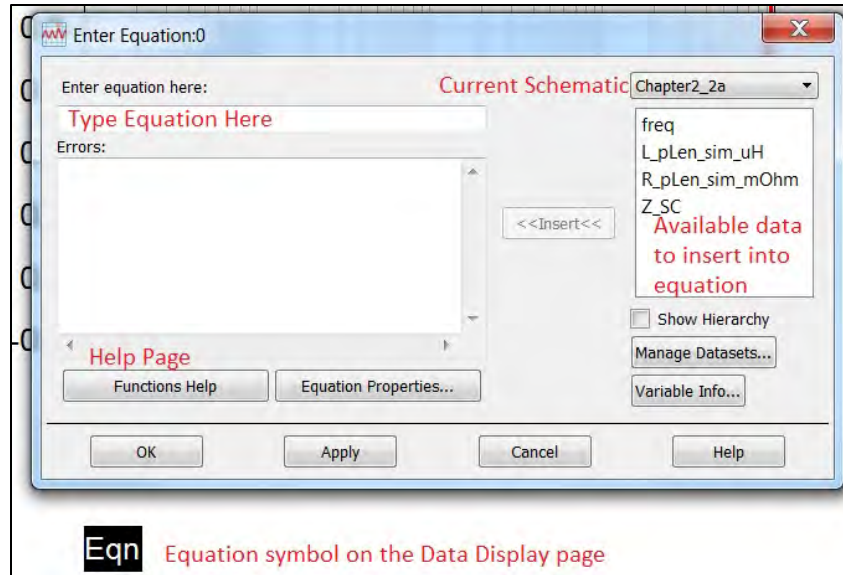 Enter Equation:0
X
Enter equation here:
Current Schematic
Chapter2_2a
Type Equation Here
Errors:
freq
L_pLen_sim_uH
R_pLen_sim_mOhm
Z_SC
<<Insert<<
Available data
to insert into
equation
Show Hierarchy
Help Page
Manage Datasets...
Functions Help
Equation Properties...
Variable Info...
OK
Apply
Cancel
Help
Eqn
Equation symbol on the Data Display page